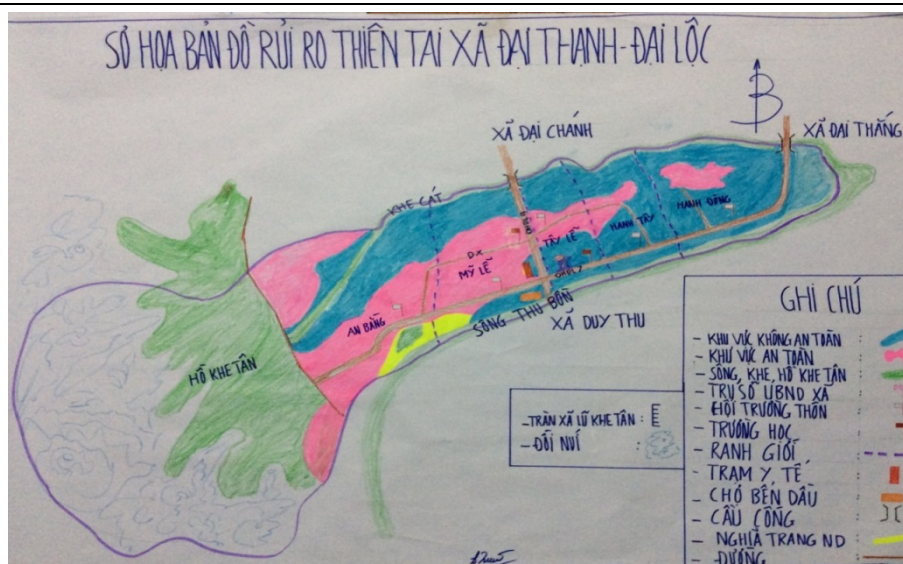 SƠ HỌA BẢN ĐỒ RỦI RO THIÊN TAI XÃ ĐẠI THẠNH-ĐẠI LỘC
B
XÃ ĐẠI CHÁNH
XÃ ĐẠI THẮNG
KHE CÁT
HẠNH ĐÔNG
HẠNH TÂY
TÂY LỄ
MỸ LỄ
ĐX
AN BẰNG
SÔNG THU BỒN
XÃ DUY THU
HỒ KHE TÂN
GHI CHÚ
- KHU VỰC KHÔNG AN TOÀN :
- KHU VỰC AN TOÀN :
- SÔNG, KHE, HỒ KHE TÂN :
- TRỤ SỞ UBND XÃ :
- HỘI TRƯỜNG THÔN :
- TRƯỜNG HỌC :
- RANH GIỚI :
- TRẠM Y TẾ :
- CHỢ BẾN DẦU :
- CẦU CỐNG :
- NGHĨA TRANG ND :
- ĐƯỜNG :
- TRÀN XÃ LŨ KHE TÂN :
- ĐỒI NÚI :